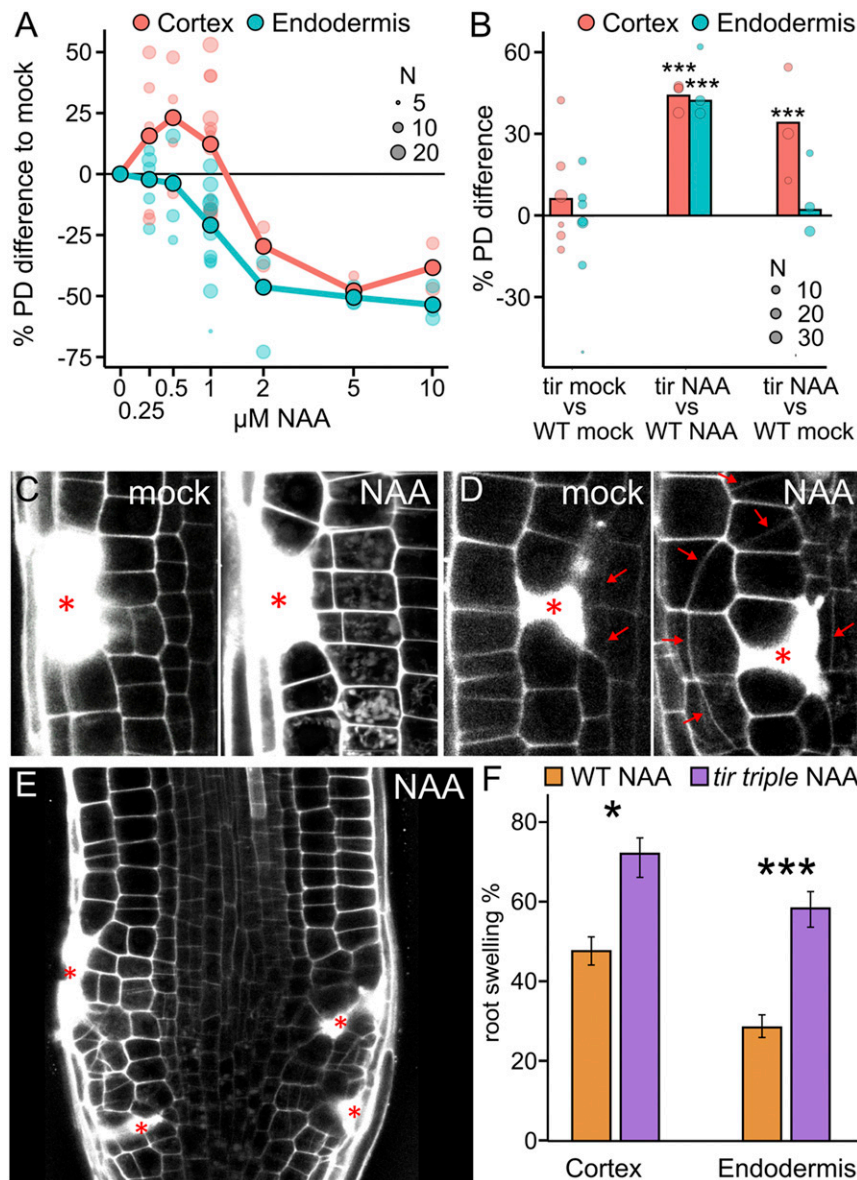 A
Cortex Endodermis
50
25
0
-25
-50
-75
% PD difference to mock
N
5
10
20
0 0.25 0.5 1 2 5 10
µM NAA
B
Cortex Endodermis
60
30
0
-30
% PD difference
*** *** ***
N
10
20
30
tir mock vs WT mock
tir NAA vs WT NAA
tir NAA vs WT mock
C
mock
NAA
*
*
D
mock
NAA
*
*
E
NAA
*
*
*
*
F
WT NAA tir triple NAA
80
60
40
20
0
root swelling %
*
***
Cortex Endodermis